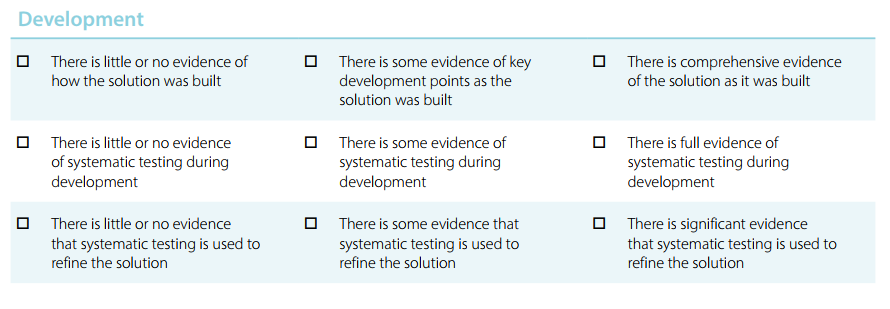 Development
There is little or no evidence of
how the solution was built
There is some evidence of key
development points as the
solution was built
There is comprehensive evidence
of the solution as it was built
There is little or no evidence
of systematic testing during
development
There is some evidence of
systematic testing during
development
There is full evidence of
systematic testing during
development
There is little or no evidence
that systematic testing is used to
refine the solution
There is some evidence that
systematic testing is used to
refine the solution
There is significant evidence
that systematic testing is used to
refine the solution